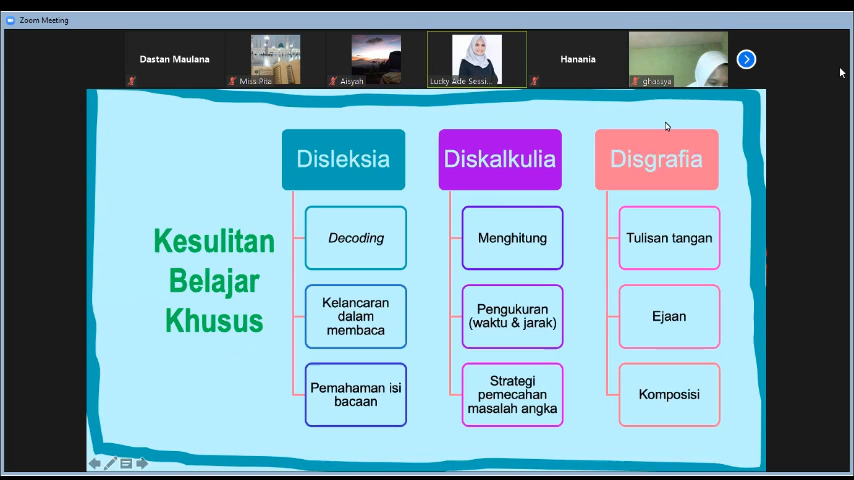 Zoom Meeting
Dastan Maulana
Miss Pita
Aisyah
Lucky Ade Sessi...
Hanania
ghassya
Kesulitan
Belajar
Khusus
Disleksia
Decoding
Kelancaran
dalam
membaca
Pemahaman isi
bacaan
Diskalkulia
Menghitung
Pengukuran
(waktu & jarak)
Strategi
pemecahan
masalah angka
Disgrafia
Tulisan tangan
Ejaan
Komposisi